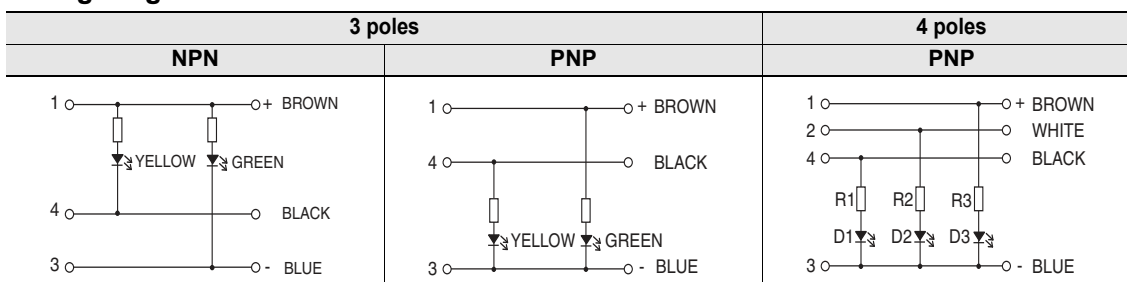 3 poles 4 poles
NPN PNP PNP
1 + BROWN
YELLOW GREEN
4 BLACK
3 - BLUE
1 + BROWN
4 BLACK
YELLOW GREEN
3 - BLUE
1 + BROWN
2 WHITE
4 BLACK
R1 R2 R3
D1 D2 D3
3 - BLUE